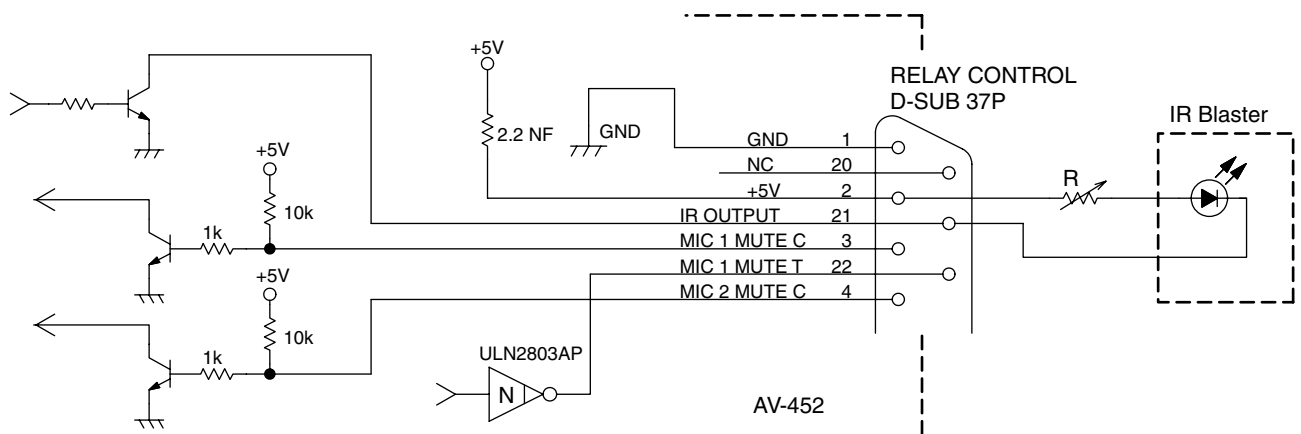 +5V
RELAY CONTROL
D-SUB 37P
IR Blaster
2.2 NF
GND
GND 1
+5V
NC 20
+5V 2
R
10k
IR OUTPUT 21
1k
MIC 1 MUTE C 3
MIC 1 MUTE T 22
+5V
MIC 2 MUTE C 4
10k
1k
ULN2803AP
N
AV-452